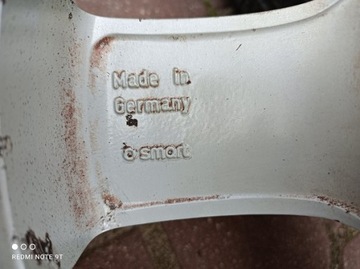 Made in
Germany
smart
REDMI NOTE 9T